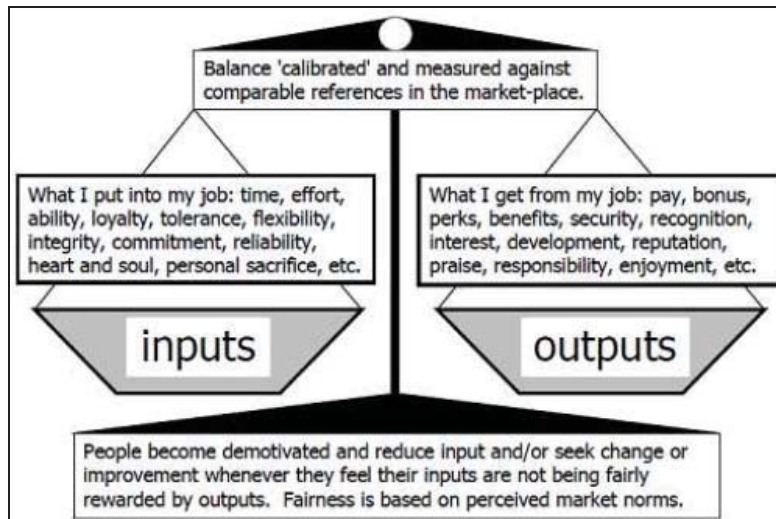 Balance 'calibrated' and measured against
comparable references in the market-place.
What I put into my job: time, effort,
ability, loyalty, tolerance, flexibility,
integrity, commitment, reliability,
heart and soul, personal sacrifice, etc.
What I get from my job: pay, bonus,
perks, benefits, security, recognition,
interest, development, reputation,
praise, responsibility, enjoyment, etc.
inputs
outputs
People become demotivated and reduce input and/or seek change or
improvement whenever they feel their inputs are not being fairly
rewarded by outputs.  Fairness is based on perceived market norms.